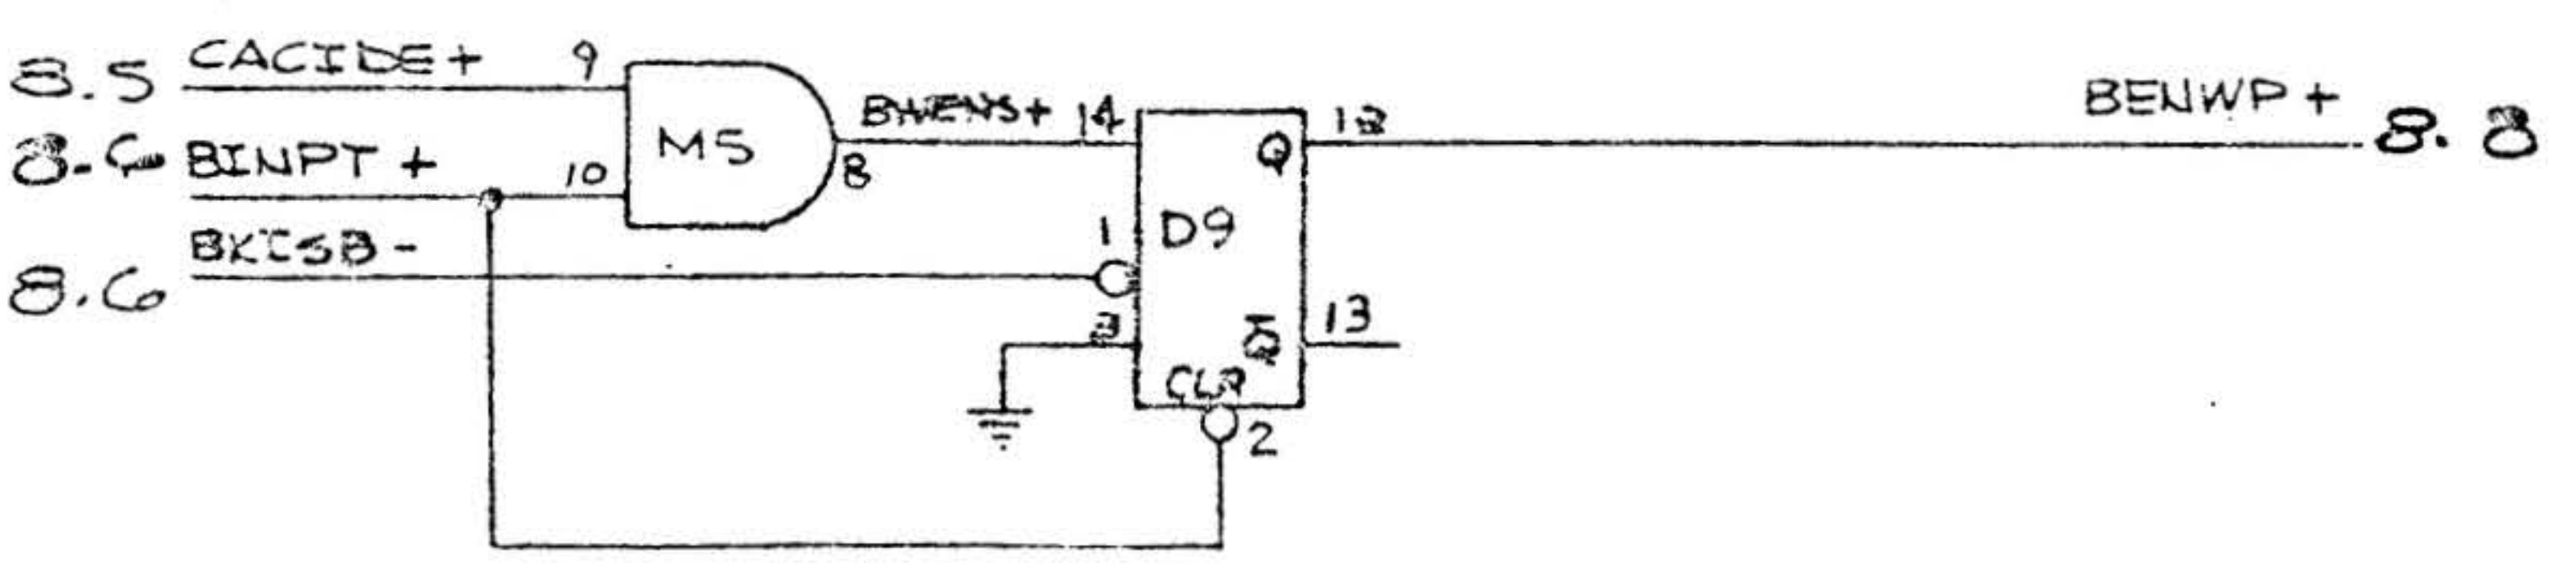 8.5 CACIDE+ 9
8.6 BINPT + 10
M5
8
BWENS+ 14
Q 12
BENWP + 8.8
8.6 BKISB - 1
D9
3
Q̅ 13
CLR
2